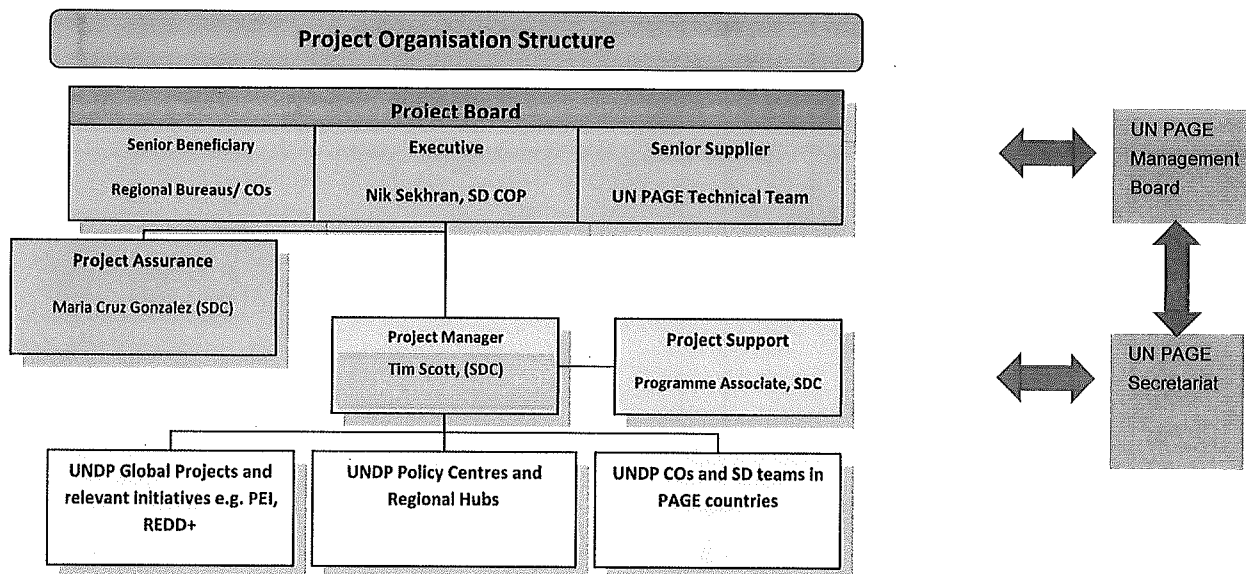 Project Organisation Structure
Project Board
Senior Beneficiary
Regional Bureaus/ COs
Executive
Nik Sekhran, SD COP
Senior Supplier
UN PAGE Technical Team
UN PAGE
Management
Board
Project Assurance
Maria Cruz Gonzalez (SDC)
Project Manager
Tim Scott, (SDC)
Project Support
Programme Associate, SDC
UN PAGE
Secretariat
UNDP Global Projects and
relevant initiatives e.g. PEI,
REDD+
UNDP Policy Centres and
Regional Hubs
UNDP COs and SD teams in
PAGE countries